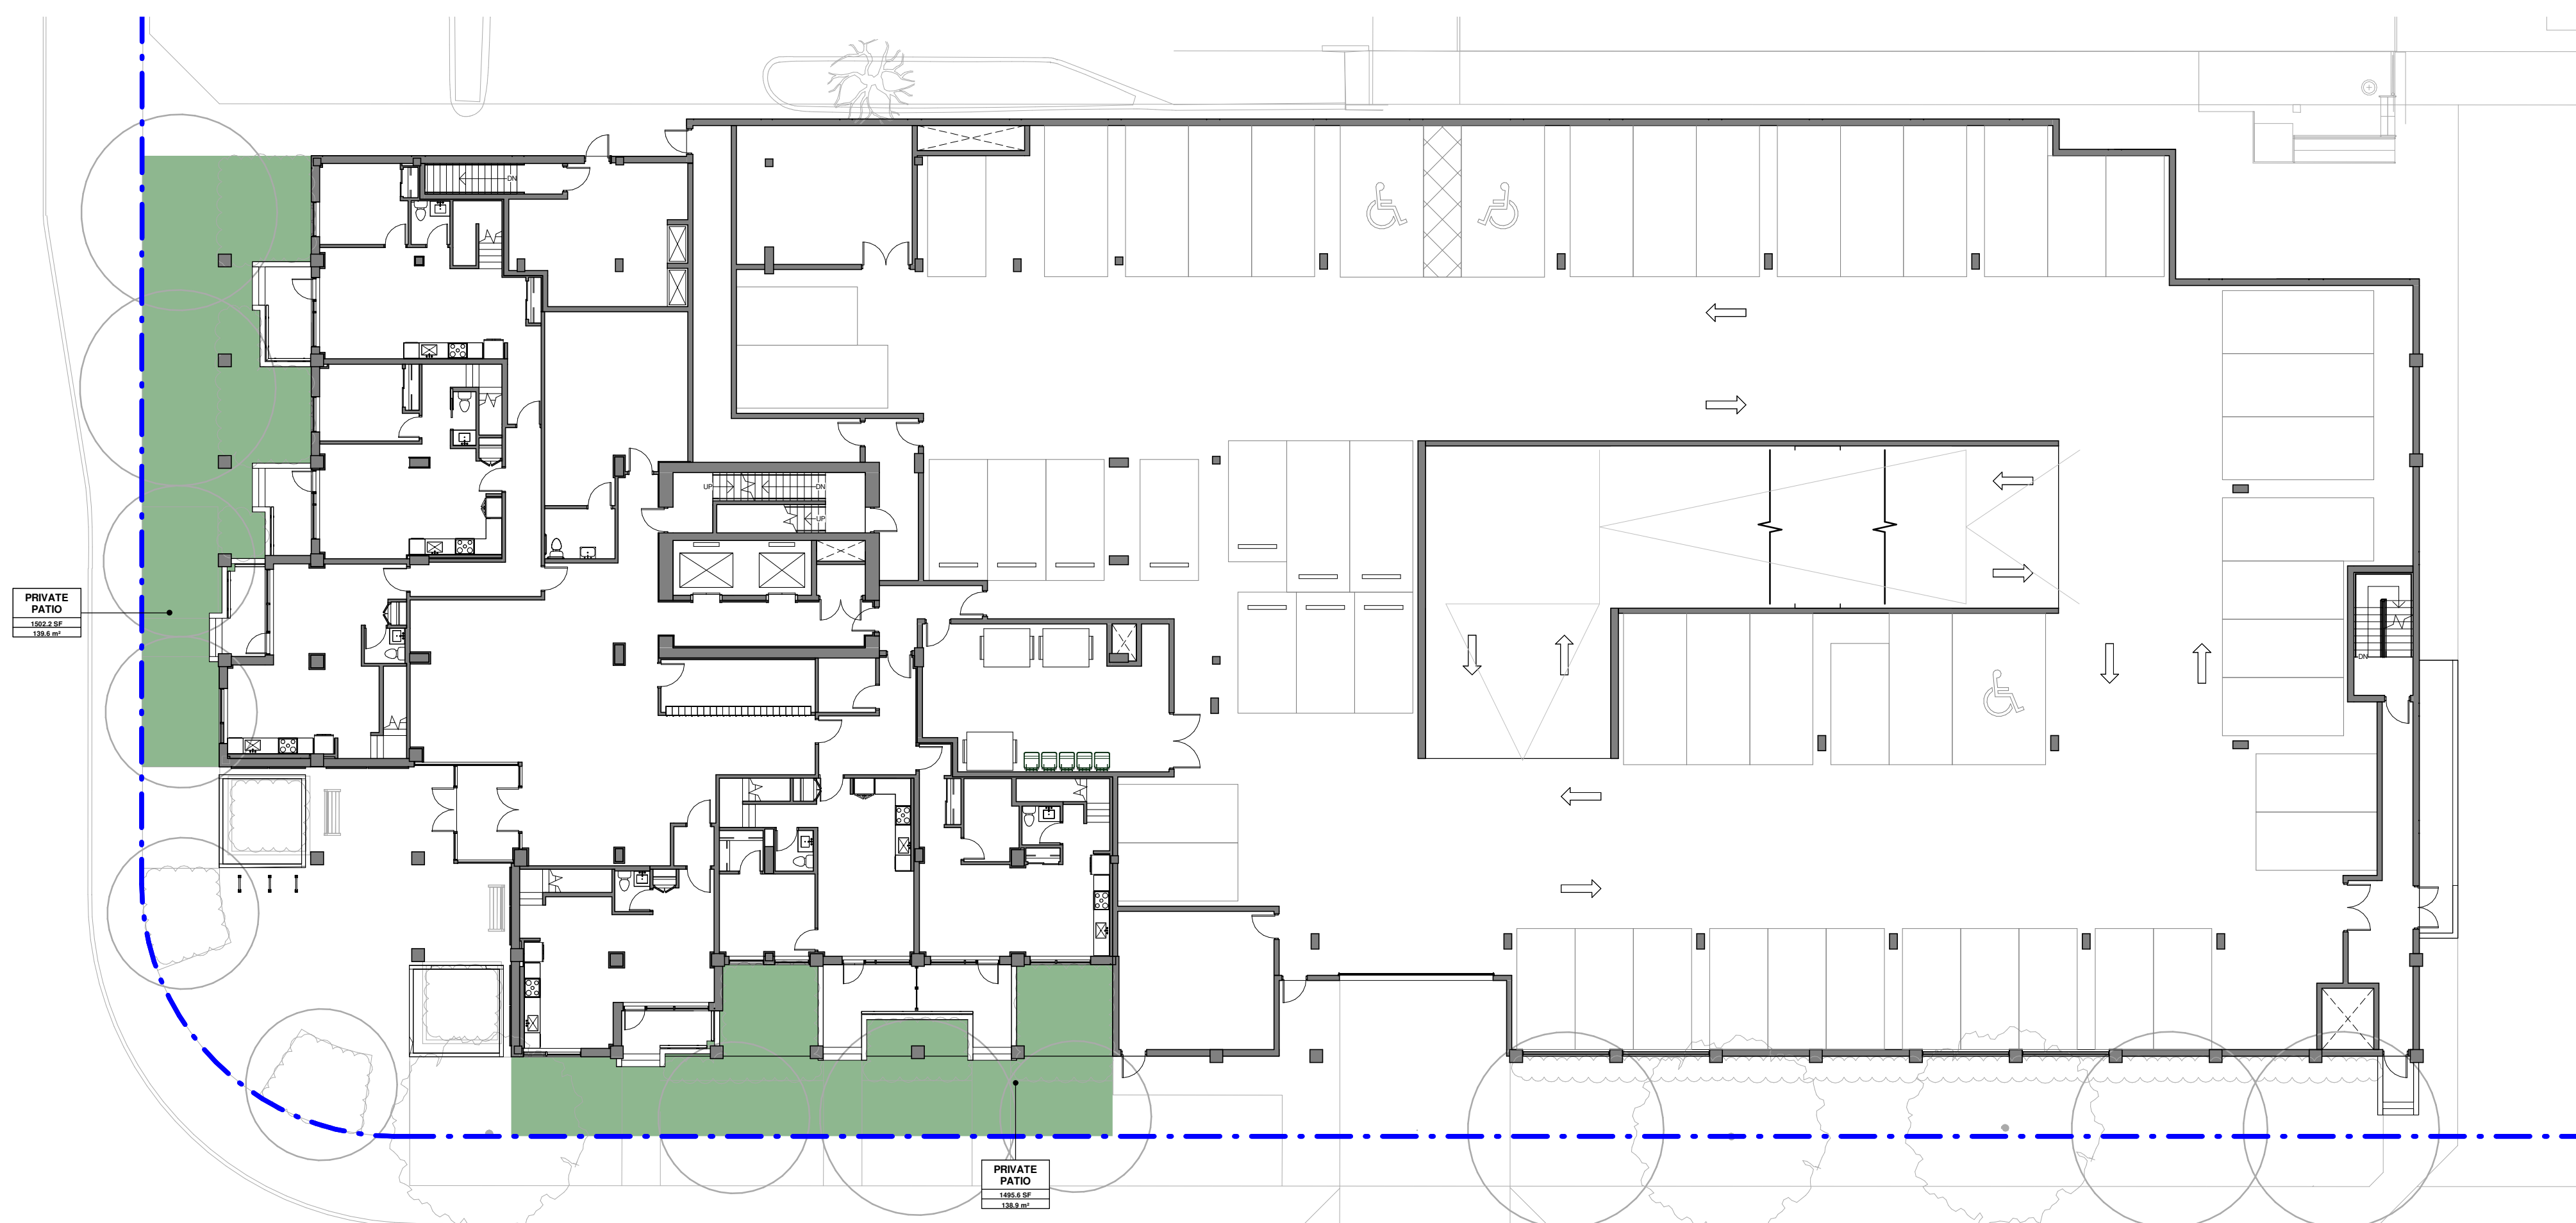 DN
UP
DN
UP
PRIVATE
PATIO
1502.2 SF
139.6 m²
DN
PRIVATE
PATIO
1495.6 SF
138.9 m²